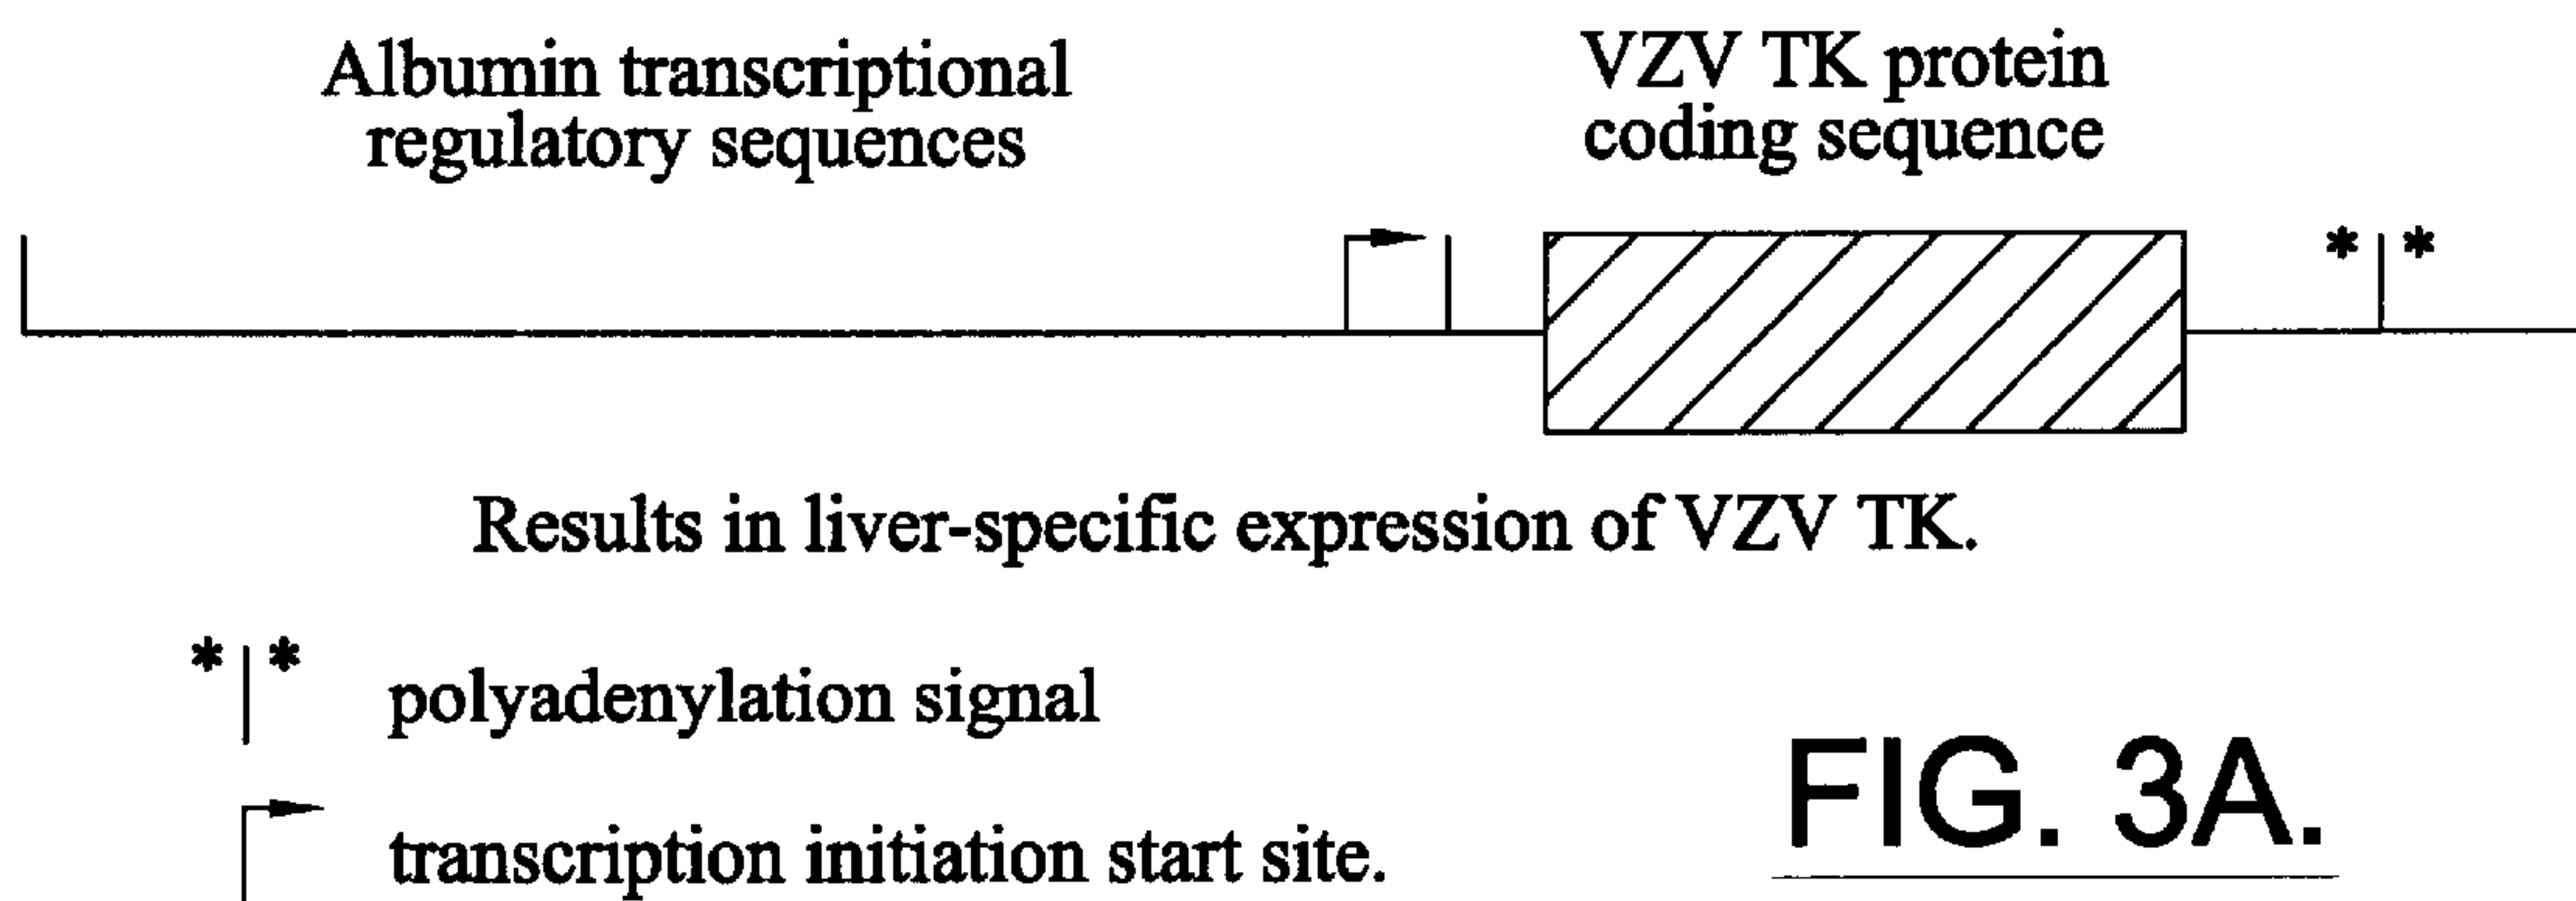 Albumin transcriptional
regulatory sequences
VZV TK protein
coding sequence
* *
Results in liver-specific expression of VZV TK.
* * polyadenylation signal
transcription initiation start site.
FIG. 3A.